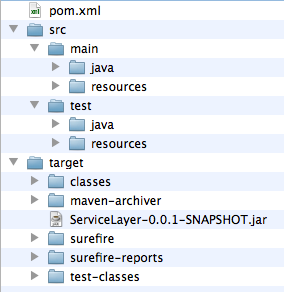 pom.xml
src
main
java
resources
test
java
resources
target
classes
maven-archiver
ServiceLayer-0.0.1-SNAPSHOT.jar
surefire
surefire-reports
test-classes